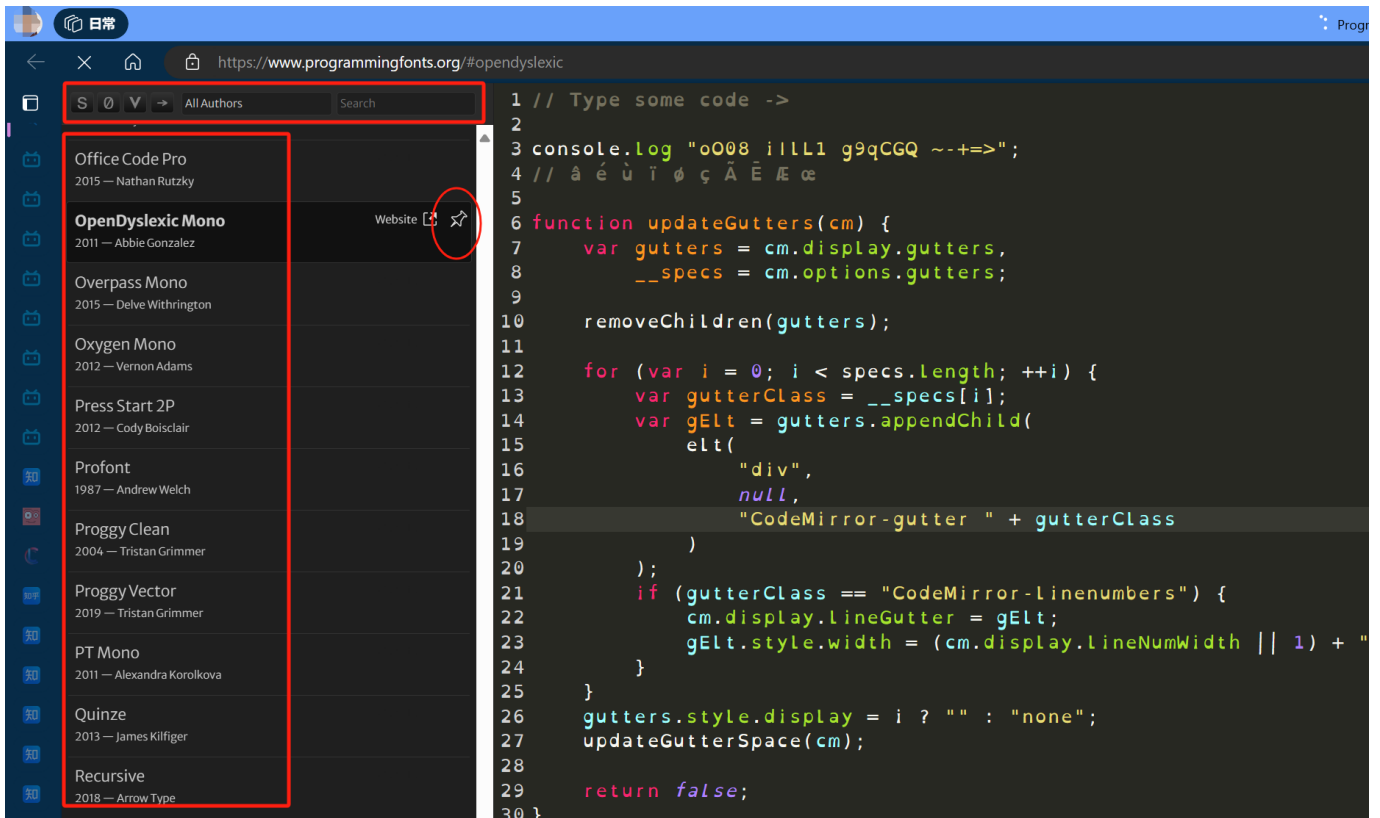 日常
Progr
https://www.programmingfonts.org/#opendyslexic
S 0 V → All Authors Search
Office Code Pro
2015 — Nathan Rutzky
OpenDyslexic Mono Website
2011 — Abbie Gonzalez
Overpass Mono
2015 — Delve Withrington
Oxygen Mono
2012 — Vernon Adams
Press Start 2P
2012 — Cody Boisclair
Profont
1987 — Andrew Welch
Proggy Clean
2004 — Tristan Grimmer
Proggy Vector
2019 — Tristan Grimmer
PT Mono
2011 — Alexandra Korolkova
Quinze
2013 — James Kilfiger
Recursive
2018 — Arrow Type
知
知乎
知
知
知
知
知
1 // Type some code ->
2
3 console.log "oO08 iIlL1 g9qCGQ ~-+=>";
4 // â é ù ï ø ç Ã Ē Æ œ
5
6 function updateGutters(cm) {
7 var gutters = cm.display.gutters,
8 __specs = cm.options.gutters;
9
10 removeChildren(gutters);
11
12 for (var i = 0; i < specs.length; ++i) {
13 var gutterClass = __specs[i];
14 var gElt = gutters.appendChild(
15 elt(
16 "div",
17 null,
18 "CodeMirror-gutter " + gutterClass
19 )
20 );
21 if (gutterClass == "CodeMirror-linenumbers") {
22 cm.display.lineGutter = gElt;
23 gElt.style.width = (cm.display.lineNumWidth || 1) + "
24 }
25 }
26 gutters.style.display = i ? "" : "none";
27 updateGutterSpace(cm);
28
29 return false;
30 }